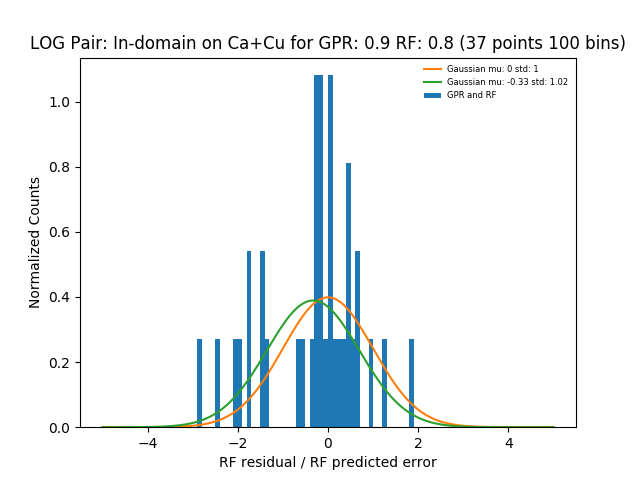 LOG Pair: In-domain on Ca+Cu for GPR: 0.9 RF: 0.8 (37 points 100 bins)
Gaussian mu: 0 std: 1
Gaussian mu: -0.33 std: 1.02
GPR and RF
Normalized Counts
1.0
0.8
0.6
0.4
0.2
0.0
−4 −2 0 2 4
RF residual / RF predicted error